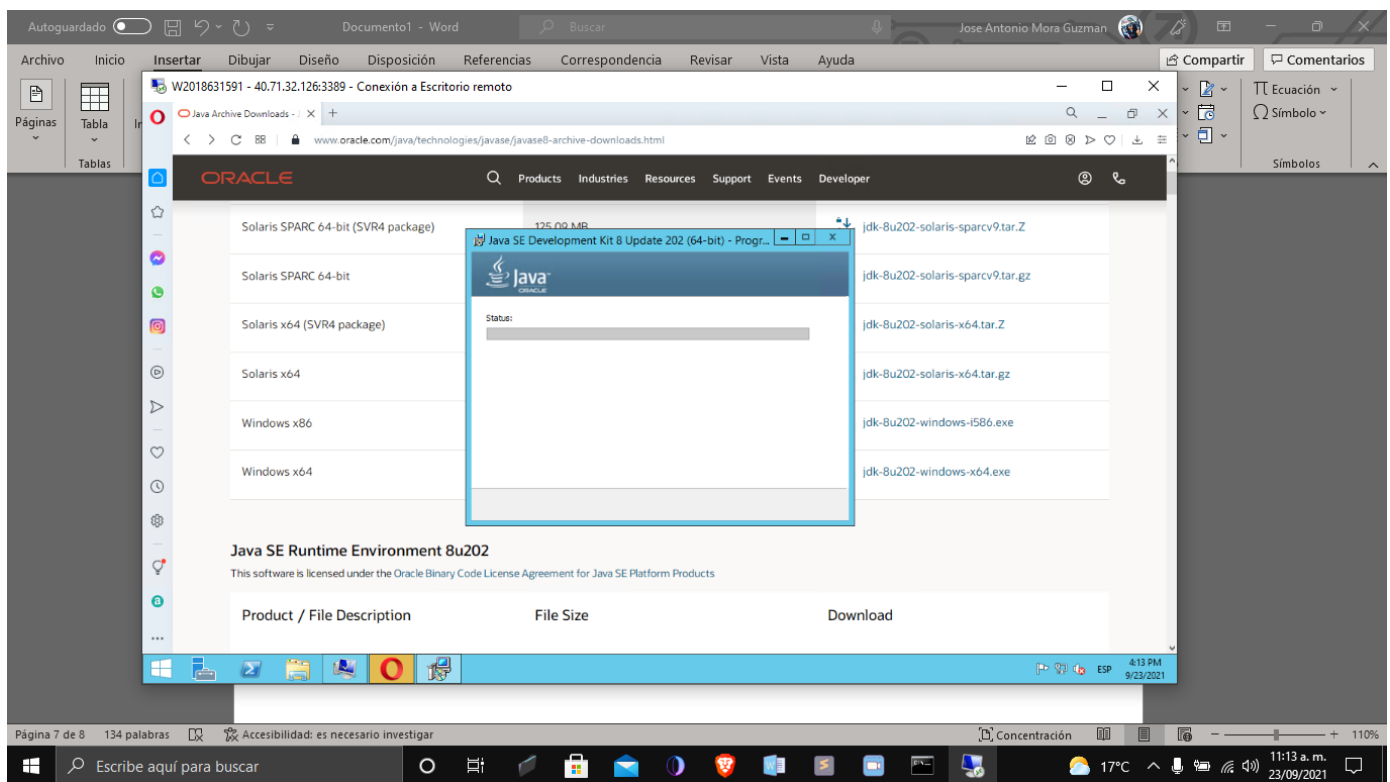 Autoguardado
Documento1 - Word
Buscar
Jose Antonio Mora Guzman
Archivo Inicio Insertar Dibujar Diseño Disposición Referencias Correspondencia Revisar Vista Ayuda
Compartir Comentarios
Páginas
Tabla
Tablas
Ecuación
Símbolo
Símbolos
W2018631591 - 40.71.32.126:3389 - Conexión a Escritorio remoto
Java Archive Downloads - J
www.oracle.com/java/technologies/javase/javase8-archive-downloads.html
ORACLE
Products Industries Resources Support Events Developer
Solaris SPARC 64-bit (SVR4 package) 125.09 MB jdk-8u202-solaris-sparcv9.tar.Z
Solaris SPARC 64-bit jdk-8u202-solaris-sparcv9.tar.gz
Solaris x64 (SVR4 package) jdk-8u202-solaris-x64.tar.Z
Solaris x64 jdk-8u202-solaris-x64.tar.gz
Windows x86 jdk-8u202-windows-i586.exe
Windows x64 jdk-8u202-windows-x64.exe
Java SE Development Kit 8 Update 202 (64-bit) - Progr...
Java
ORACLE
Status:
Java SE Runtime Environment 8u202
This software is licensed under the Oracle Binary Code License Agreement for Java SE Platform Products
Product / File Description File Size Download
ESP
4:13 PM
9/23/2021
Página 7 de 8 134 palabras Accesibilidad: es necesario investigar
Concentración
110%
Escribe aquí para buscar
17°C
11:13 a. m.
23/09/2021